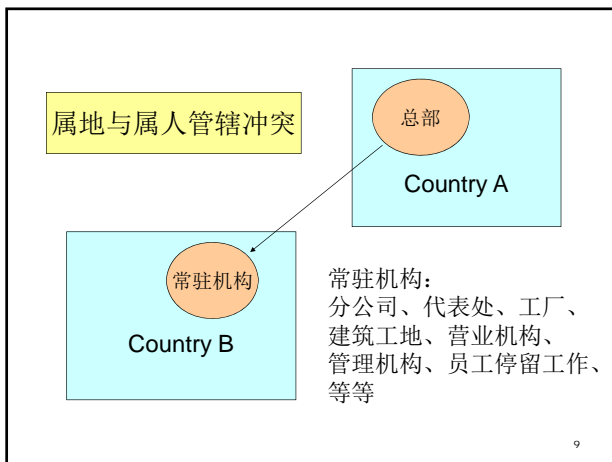 属地与属人管辖冲突
总部
Country A
常驻机构
Country B
常驻机构：
分公司、代表处、工厂、
建筑工地、营业机构、
管理机构、员工停留工作、
等等
9